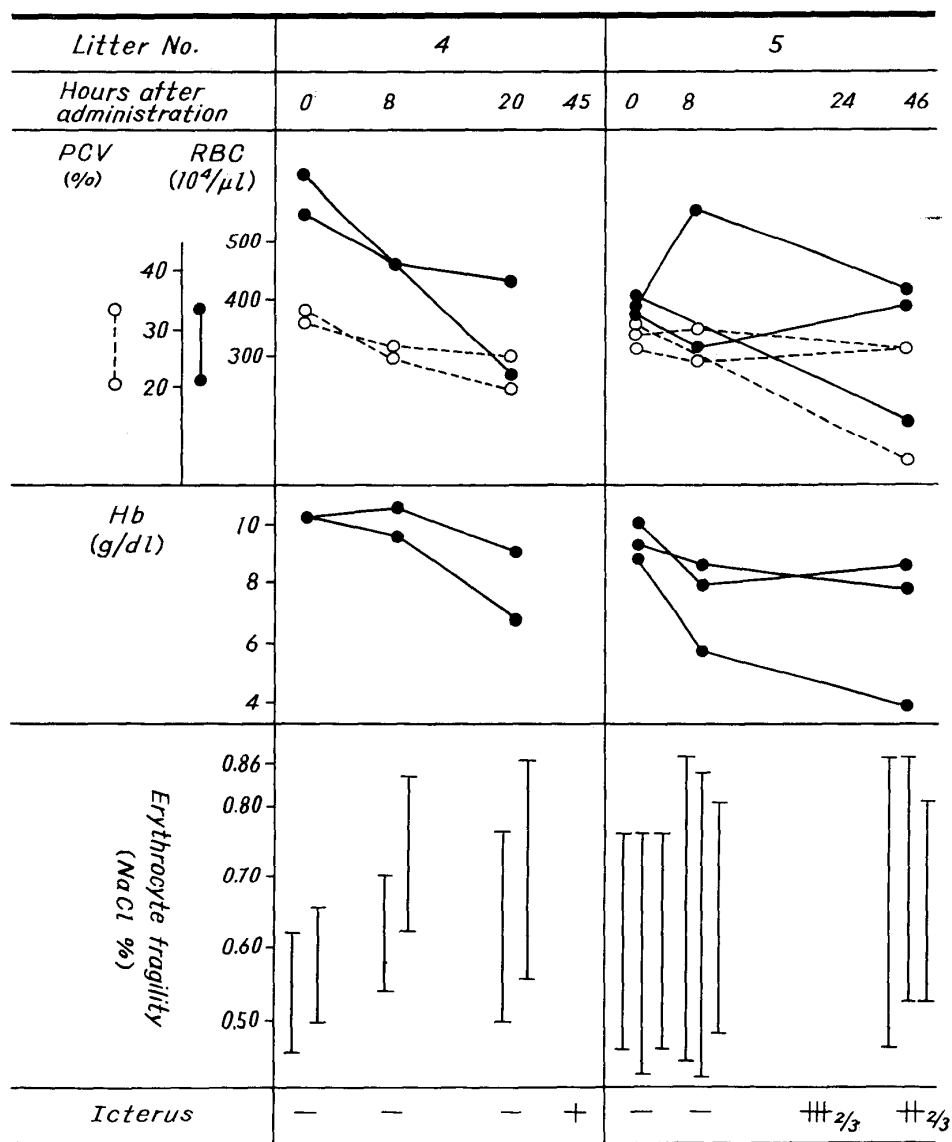 Litter No. 4 5
Hours after administration 0 8 20 45 0 8 24 46
PCV (%) RBC (10⁴/μl)
500
40 400
30 300
20
Hb (g/dl)
10
8
6
4
Erythrocyte fragility (NaCl %)
0.86
0.80
0.70
0.60
0.50
Icterus — — — + — — ╫┼ 2/3 ╫ 2/3